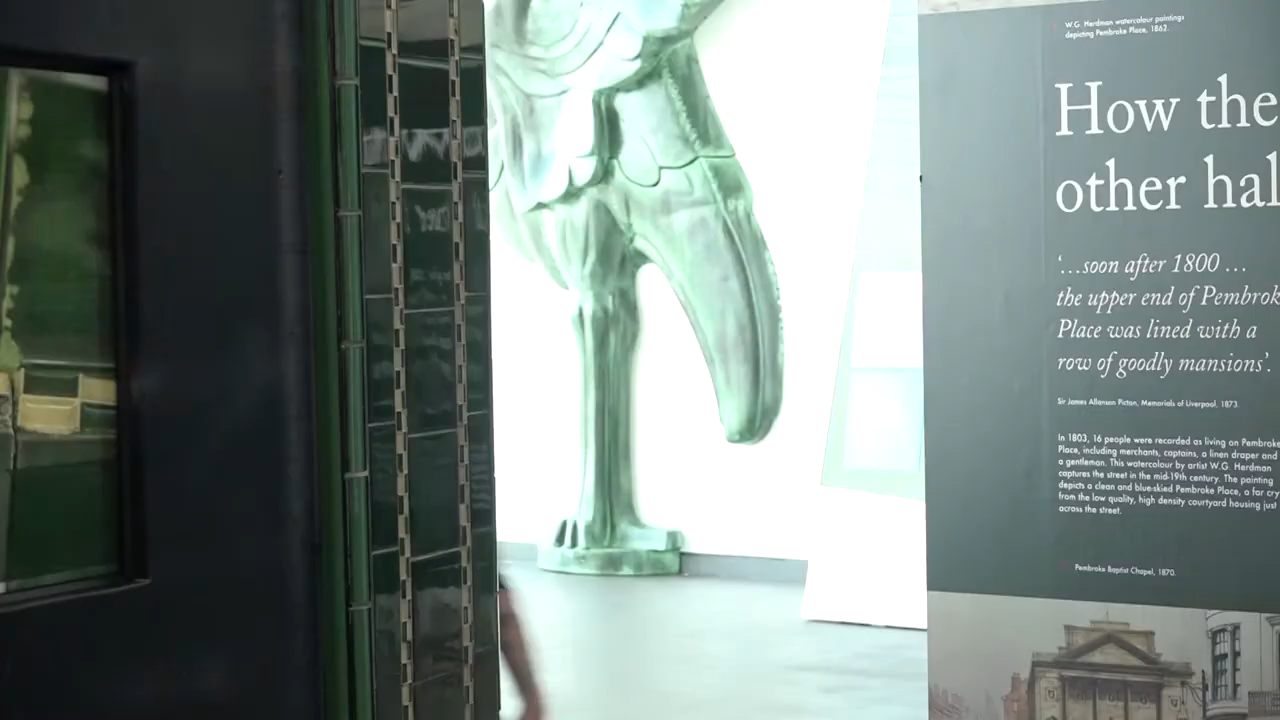 W.G. Herdman watercolour paintings
depicting Pembroke Place, 1862.
How the
other hal
‘...soon after 1800 ...
the upper end of Pembrok
Place was lined with a
row of goodly mansions’.
Sir James Allanson Picton, Memorials of Liverpool, 1873.
In 1803, 16 people were recorded as living on Pembroke
Place, including merchants, captains, a linen draper and
a gentleman. This watercolour by artist W.G. Herdman
captures the street in the mid-19th century. The painting
depicts a clean and blue-skied Pembroke Place, a far cry
from the low quality, high density courtyard housing just
across the street.
Pembroke Baptist Chapel, 1870.